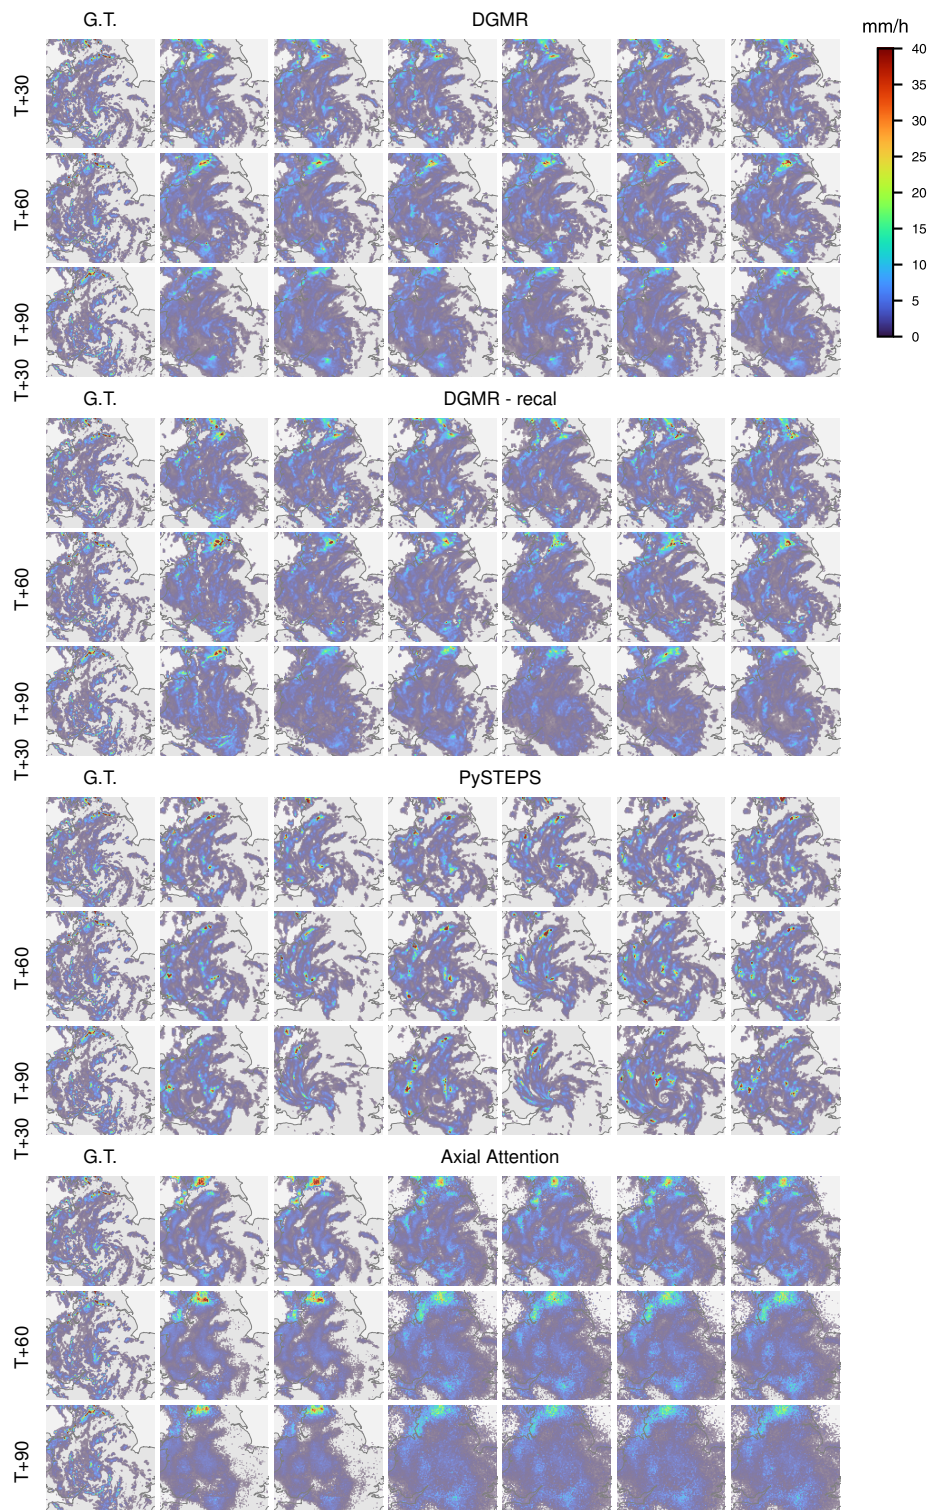 G.T. DGMR
mm/h
40
35
30
25
20
15
10
5
0
T+30
T+60
T+90
T+30
G.T. DGMR - recal
T+60
T+90
T+30
G.T. PySTEPS
T+60
T+90
T+30
G.T. Axial Attention
T+60
T+90